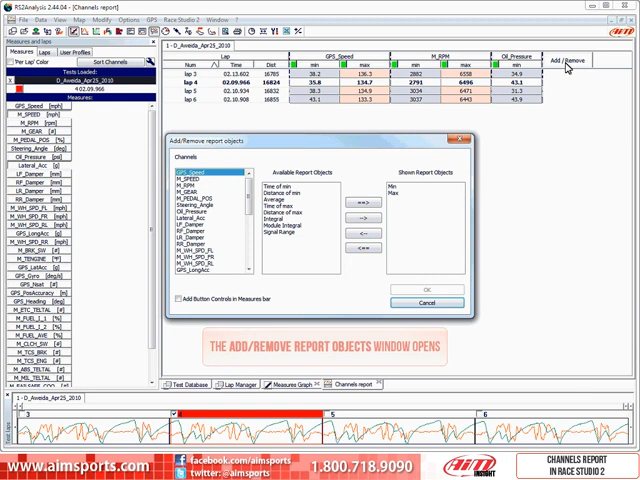 RS2Analysis 2.44.04 - [Channels report]
File View Map Modify Options GPS Race Studio 2 Window ?
Measures and laps
Measures Laps User Profiles
'Per Lap' Color Sort Channels
Tests Loaded:
X 1 - D_Aweida_Apr25_2010
4 02.09.966
Measures:
GPS_Speed [mph]
M_SPEED [mph]
M_RPM [rpm]
M_GEAR [#]
M_PEDAL_POS [%]
Steering_Angle [deg]
Oil_Pressure [psi]
Lateral_Acc [g]
LF_Damper [mm]
RF_Damper [mm]
LR_Damper [mm]
RR_Damper [mm]
M_WH_SPD_FL [mph]
M_WH_SPD_FR [mph]
M_WH_SPD_RL [mph]
GPS_LongAcc [g]
M_WH_SPD_RR [mph]
M_BRK_SW [#]
M_TENGINE [°F]
GPS_LatAcc [g]
GPS_Gyro [deg/s]
GPS_Nsat [#]
GPS_PosAccuracy [m]
GPS_Heading [deg]
M_ETC_TELTAL [#]
M_FUEL_I_1 [%]
M_FUEL_I_2 [%]
M_FUEL_AVE [%]
M_CLCH_SW [#]
M_TCS_BRK [#]
M_TCS_ENG [#]
M_ABS_TELTAL [#]
M_MIL_TELTAL [#]
1 - D_Aweida_Apr25_2010
Lap GPS_Speed M_RPM Oil_Pressure Add /Remove
Num Time Dist min max min max min
lap 3 02.13.602 16785 38.2 136.3 2882 6558 34.9
lap 4 02.09.966 16824 35.8 134.7 2791 6496 43.1
lap 5 02.10.934 16832 38.3 134.9 3034 6471 31.3
lap 6 02.10.908 16855 43.1 133.3 3037 6443 43.9
Add/Remove report objects
Channels
GPS_Speed
M_SPEED
M_RPM
M_GEAR
M_PEDAL_POS
Steering_Angle
Oil_Pressure
Lateral_Acc
LF_Damper
RF_Damper
LR_Damper
RR_Damper
M_WH_SPD_FL
M_WH_SPD_FR
M_WH_SPD_RL
GPS_LongAcc
Available Report Objects
Time of min
Distance of min
Average
Time of max
Distance of max
Integral
Module Integral
Signal Range
==>
-->
<--
<==
Shown Report Objects
Min
Max
Add Button Controls in Measures bar
OK
Cancel
THE ADD/REMOVE REPORT OBJECTS WINDOW OPENS
Test Database Lap Manager Measures Graph Channels report
1 - D_Aweida_Apr25_2010
3 4 5 6
Test laps
www.aimsports.com
facebook.com/aimsports
twitter: @aimsports
1.800.718.9090
AiM
INSIGHT
CHANNELS REPORT
IN RACE STUDIO 2